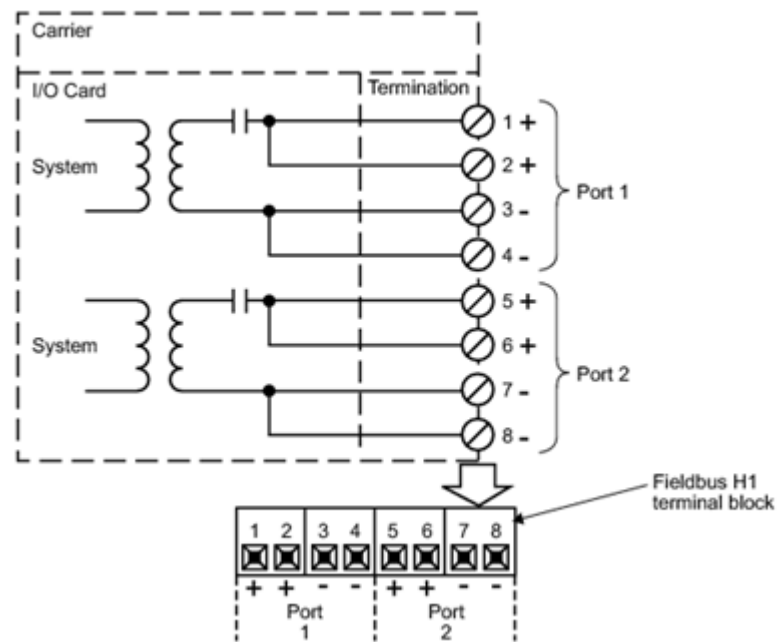 Carrier
I/O Card
Termination
System
1 +
2 +
3 -
4 -
Port 1
System
5 +
6 +
7 -
8 -
Port 2
Fieldbus H1
terminal block
1 2 3 4 5 6 7 8
+ + - - + + - -
Port Port
1 2